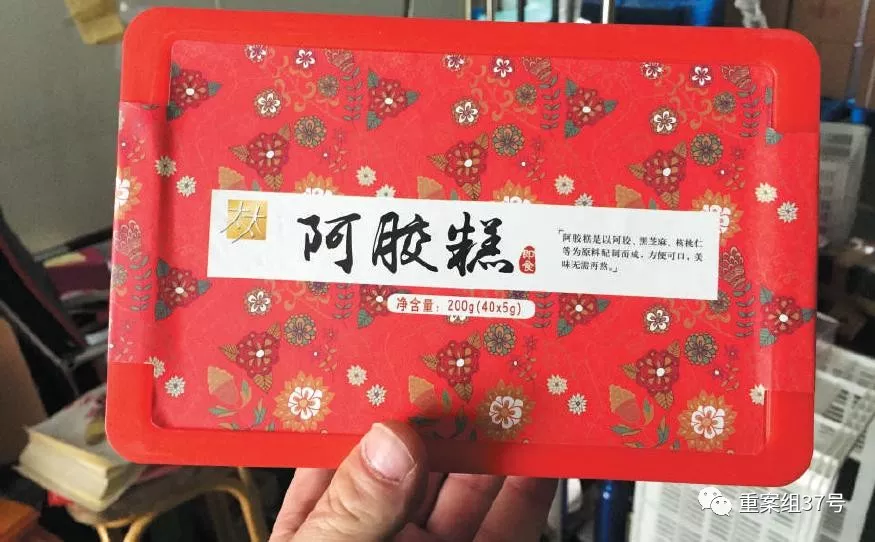 太太
阿胶糕
即食
「阿胶糕是以阿胶、黑芝麻、核桃仁
等为原料配制而成,方便可口,美
味无需再熬。」
净含量:200g(40x5g)
重案组37号